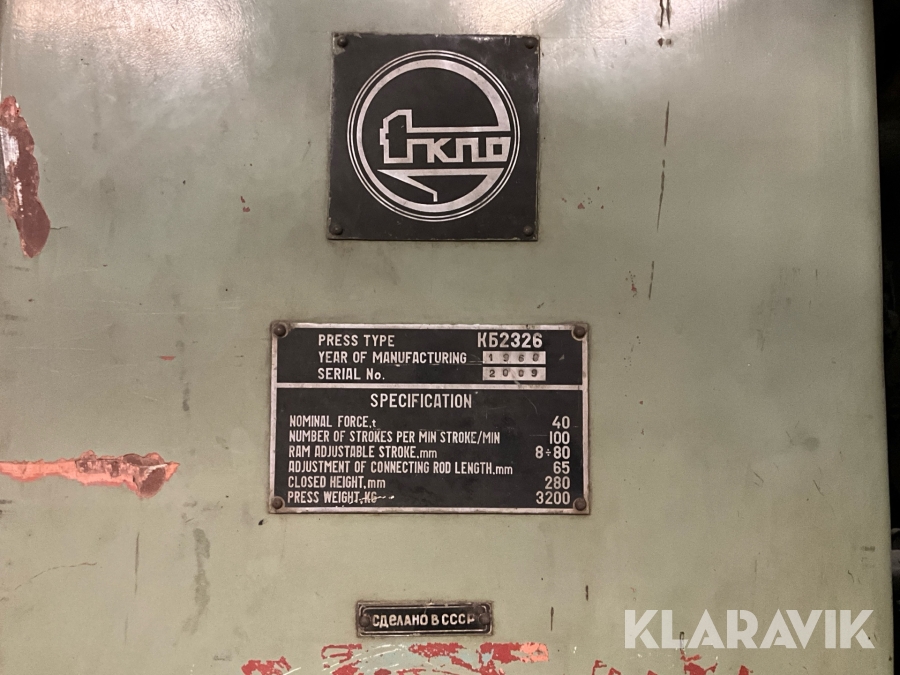 ткпо
PRESS TYPE КБ2326
YEAR OF MANUFACTURING 1960
SERIAL No. 2009
SPECIFICATION
NOMINAL FORCE,t 40
NUMBER OF STROKES PER MIN STROKE/MIN 100
RAM ADJUSTABLE STROKE,mm 8÷80
ADJUSTMENT OF CONNECTING ROD LENGTH,mm 65
CLOSED HEIGHT,mm 280
PRESS WEIGHT,KG 3200
СДЕЛАНО В СССР
KLARAVIK